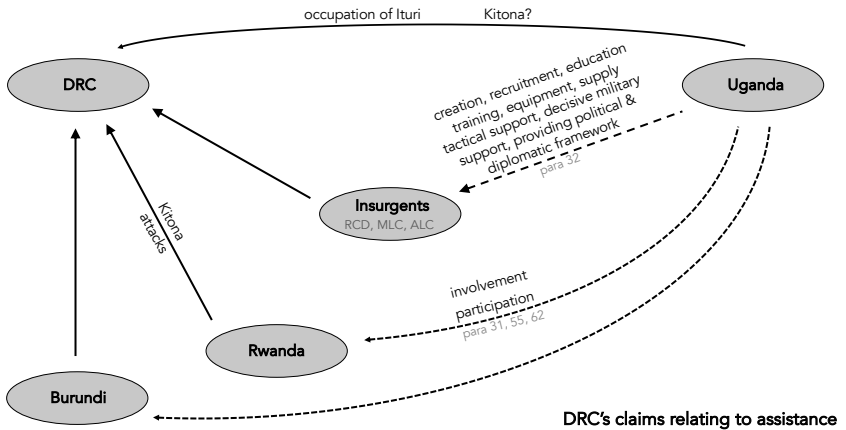 occupation of Ituri Kitona?
DRC
Uganda
creation, recruitment, education
training, equipment, supply
tactical support, decisive military
support, providing political &
diplomatic framework
para 32
Insurgents
RCD, MLC, ALC
Kitona
attacks
involvement
participation
para 31, 55, 62
Rwanda
Burundi
DRC's claims relating to assistance